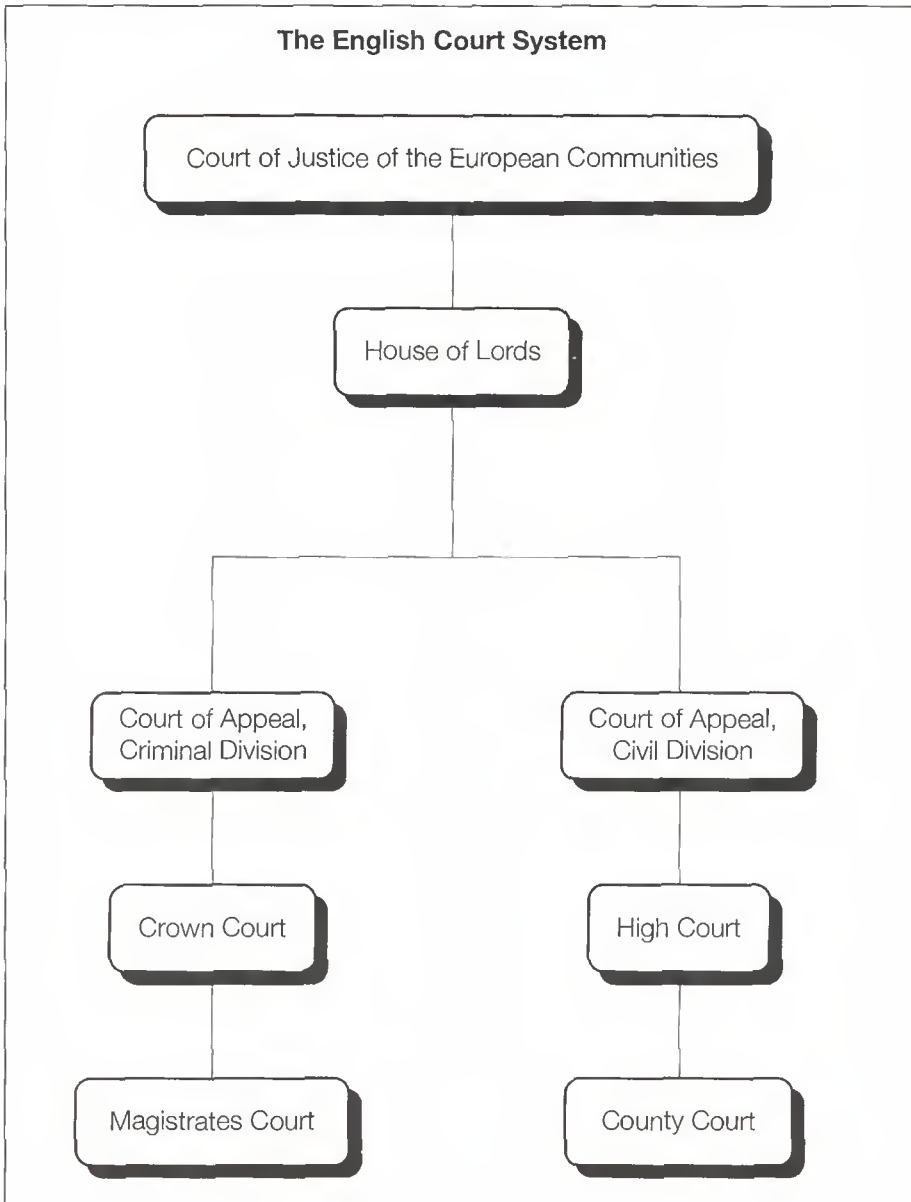 The English Court System
Court of Justice of the European Communities
House of Lords
Court of Appeal,
Criminal Division
Court of Appeal,
Civil Division
Crown Court
High Court
Magistrates Court
County Court